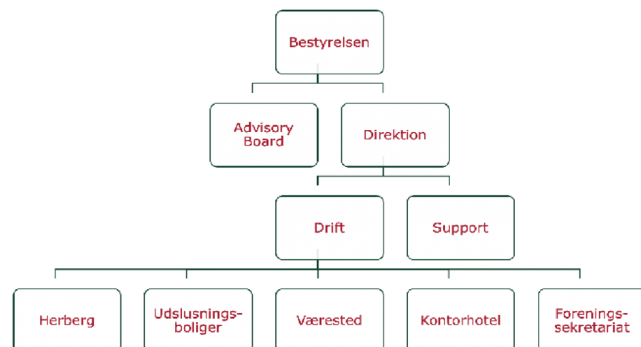 Bestyrelsen
Advisory
Board
Direktion
Drift
Support
Herberg
Udslusnings-
boliger
Værested
Kontorhotel
Forenings-
sekretariat